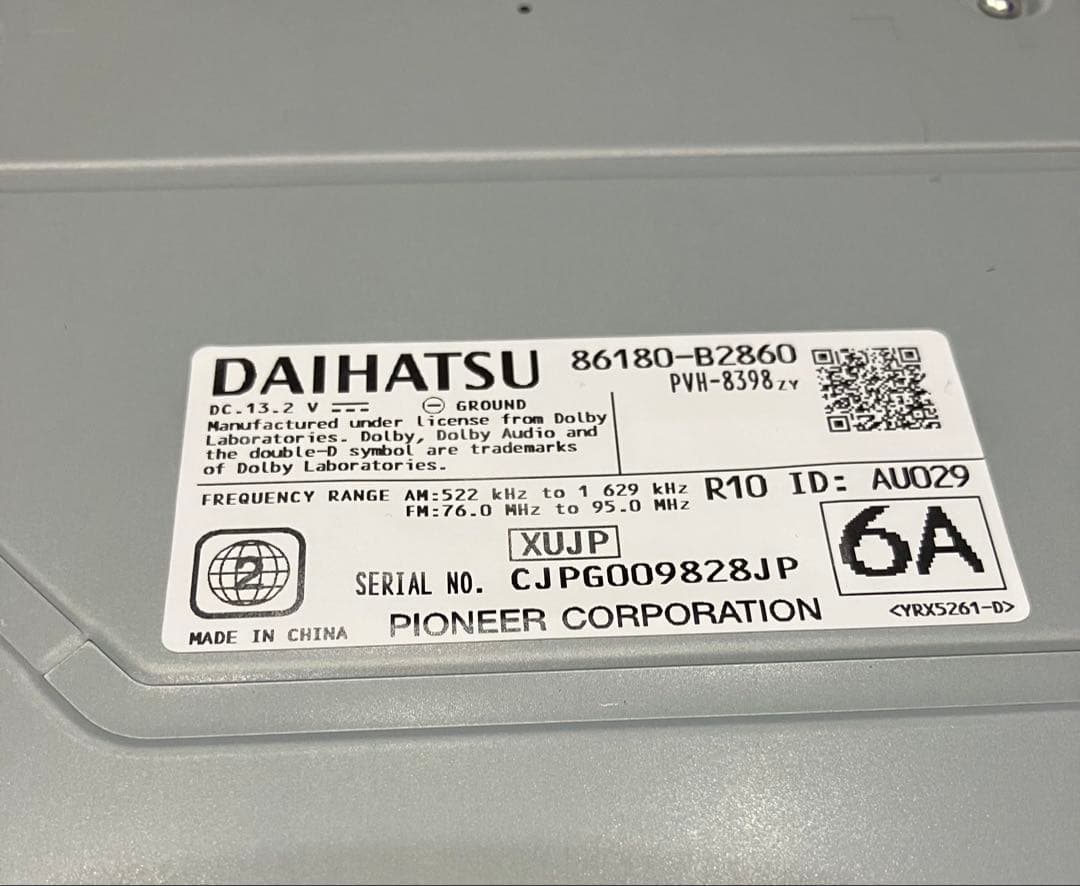 DAIHATSU
86180-B2860
PVH-8398ZY
DC.13.2 V ⎓ ⊖ GROUND
Manufactured under license from Dolby
Laboratories. Dolby, Dolby Audio and
the double-D symbol are trademarks
of Dolby Laboratories.
FREQUENCY RANGE AM:522 kHz to 1 629 kHz
FM:76.0 MHz to 95.0 MHz
R10 ID: AU029
6A
2
XUJP
SERIAL NO. CJPG009828JP
MADE IN CHINA
PIONEER CORPORATION
<YRX5261-D>